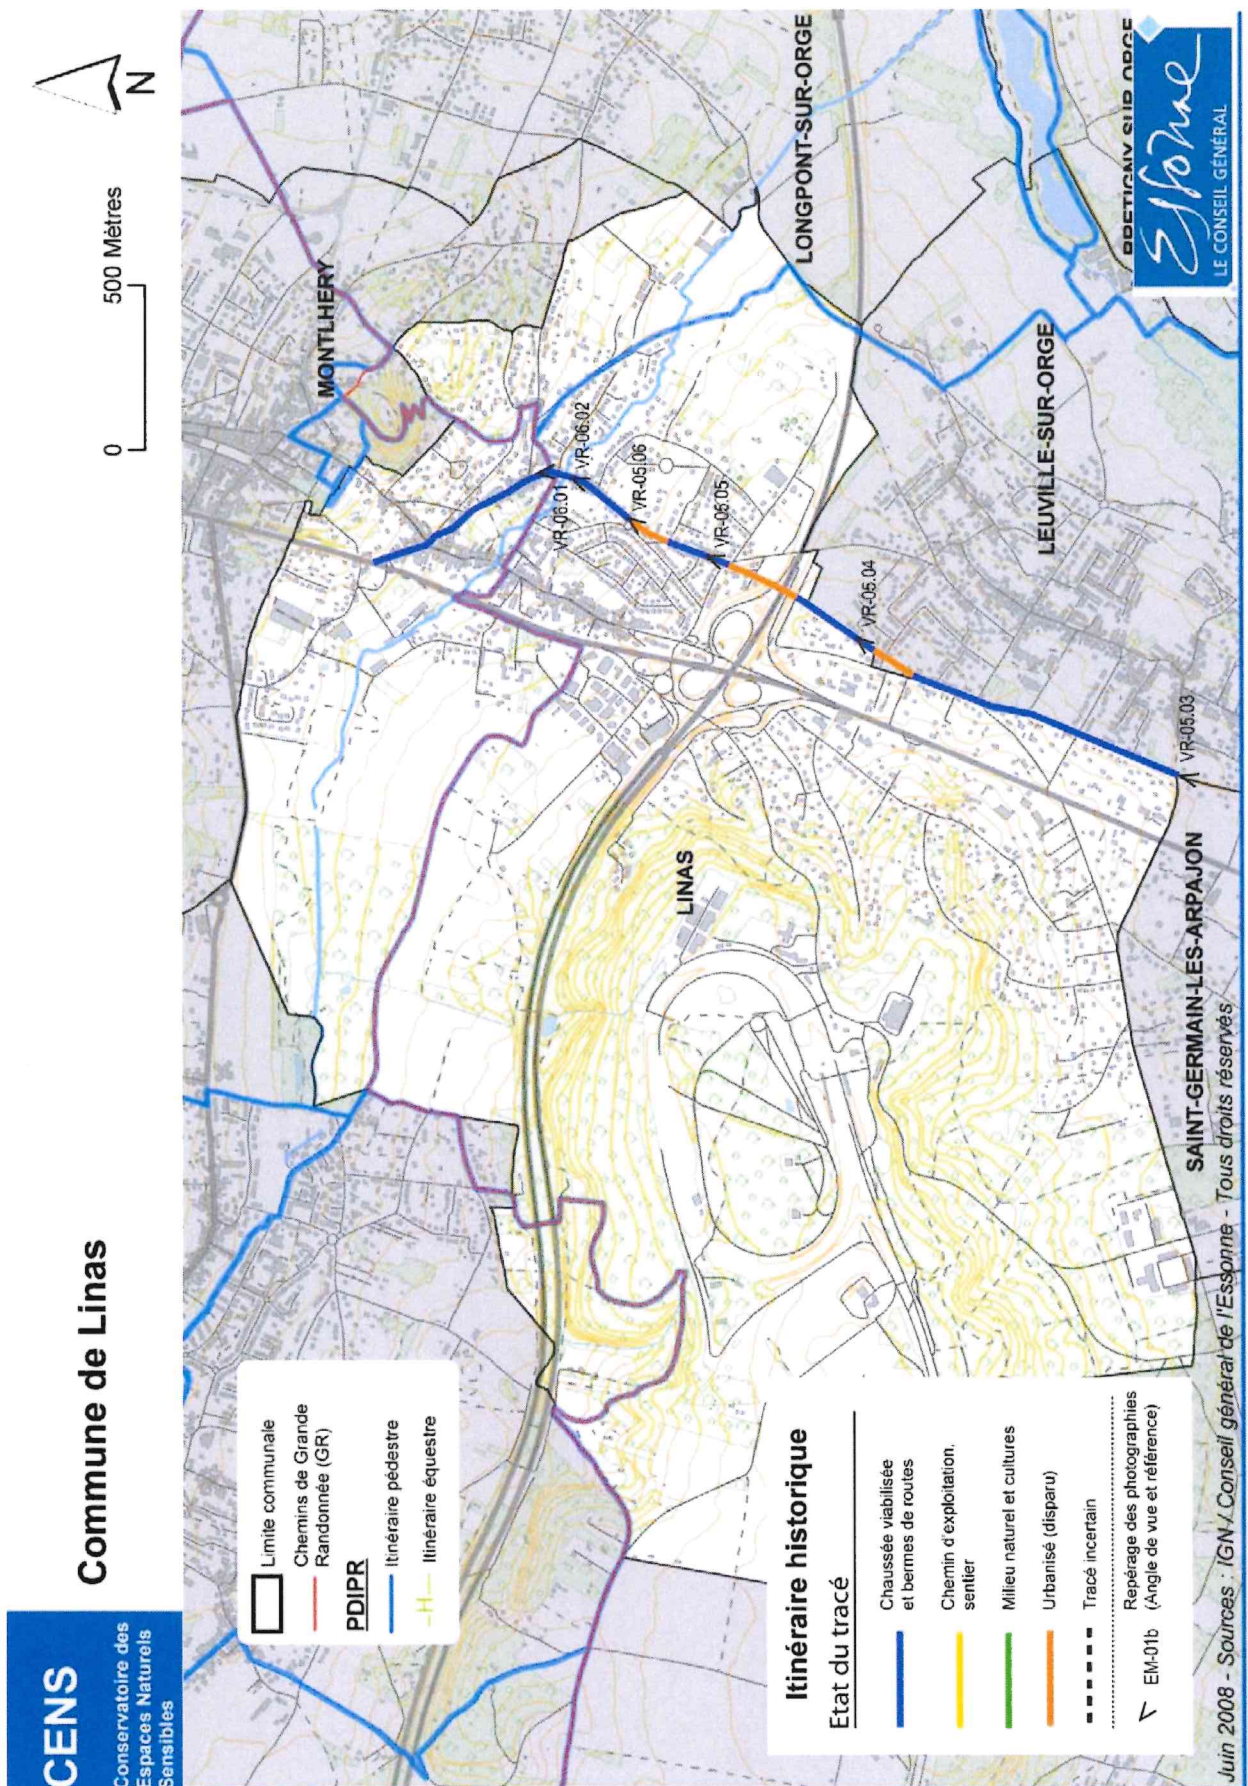 CENS
Conservatoire des
Espaces Naturels
Sensibles
Commune de Linas
0
500 Mètres
N
Limite communale
Chemins de Grande
Randonnée (GR)
PDIPR
Itinéraire pédestre
-H-
Itinéraire équestre
MONTLHERY
LONGPONT-SUR-ORGE
BRETIGNY-SUR-ORGE
LEUVILLE-SUR-ORGE
LINAS
SAINT-GERMAIN-LES-ARPAJON
VR-06.01
VR-06.02
VR-05.06
VR-05.05
VR-05.04
VR-05.03
Itinéraire historique
Etat du tracé
Chaussée viabilisée
et bermes de routes
Chemin d'exploitation,
sentier
Milieu naturel et cultures
Urbanisé (disparu)
Tracé incertain
EM-01b
Repérage des photographies
(Angle de vue et référence)
Essonne
LE CONSEIL GÉNÉRAL
Juin 2008 - Sources : IGN / Conseil général de l'Essonne - Tous droits réservés